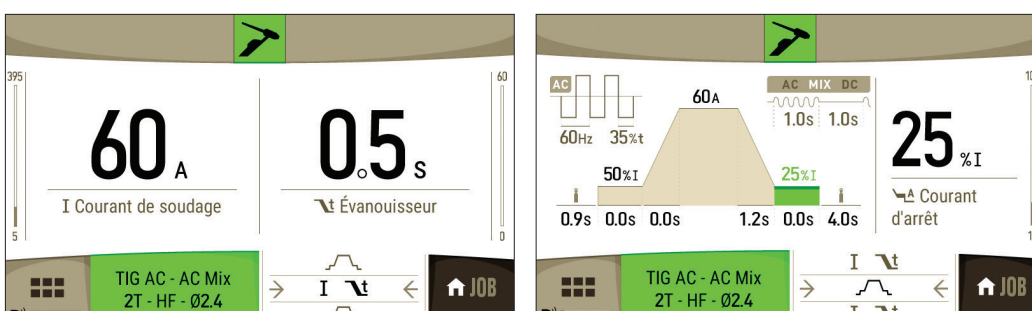 395
60
60 A
0.5 s
I Courant de soudage
t Évanouisseur
5
0
TIG AC - AC Mix
2T - HF - Ø2.4
I t
JOB
AC
AC MIX DC
60A
1.0s 1.0s
60Hz 35%t
25 %I
50%I
25%I
A Courant
d'arrêt
0.9s 0.0s 0.0s 1.2s 0.0s 4.0s
I t
TIG AC - AC Mix
2T - HF - Ø2.4
JOB
I t